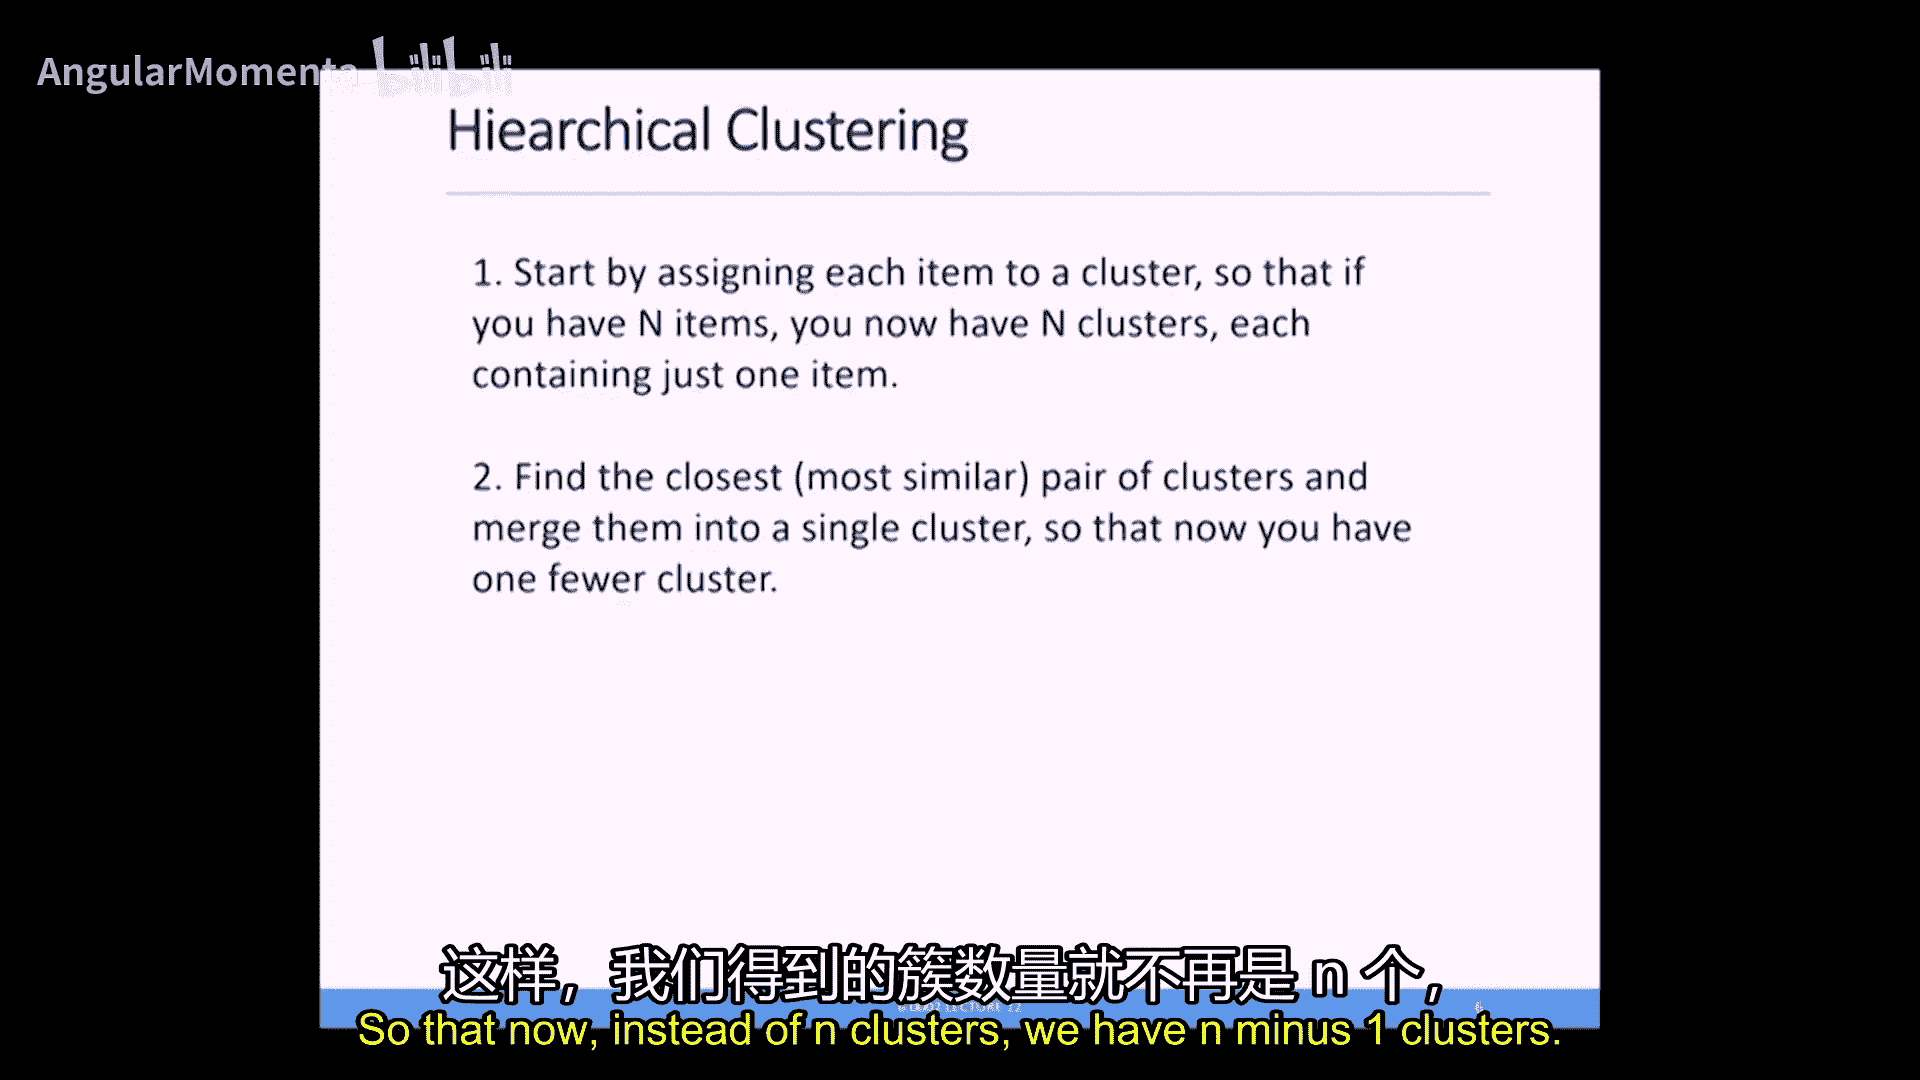 AngularMomenta bilibili
Hiearchical Clustering
1. Start by assigning each item to a cluster, so that if
you have N items, you now have N clusters, each
containing just one item.
2. Find the closest (most similar) pair of clusters and
merge them into a single cluster, so that now you have
one fewer cluster.
这样，我们得到的簇数量就不再是 n 个，
So that now, instead of n clusters, we have n minus 1 clusters.